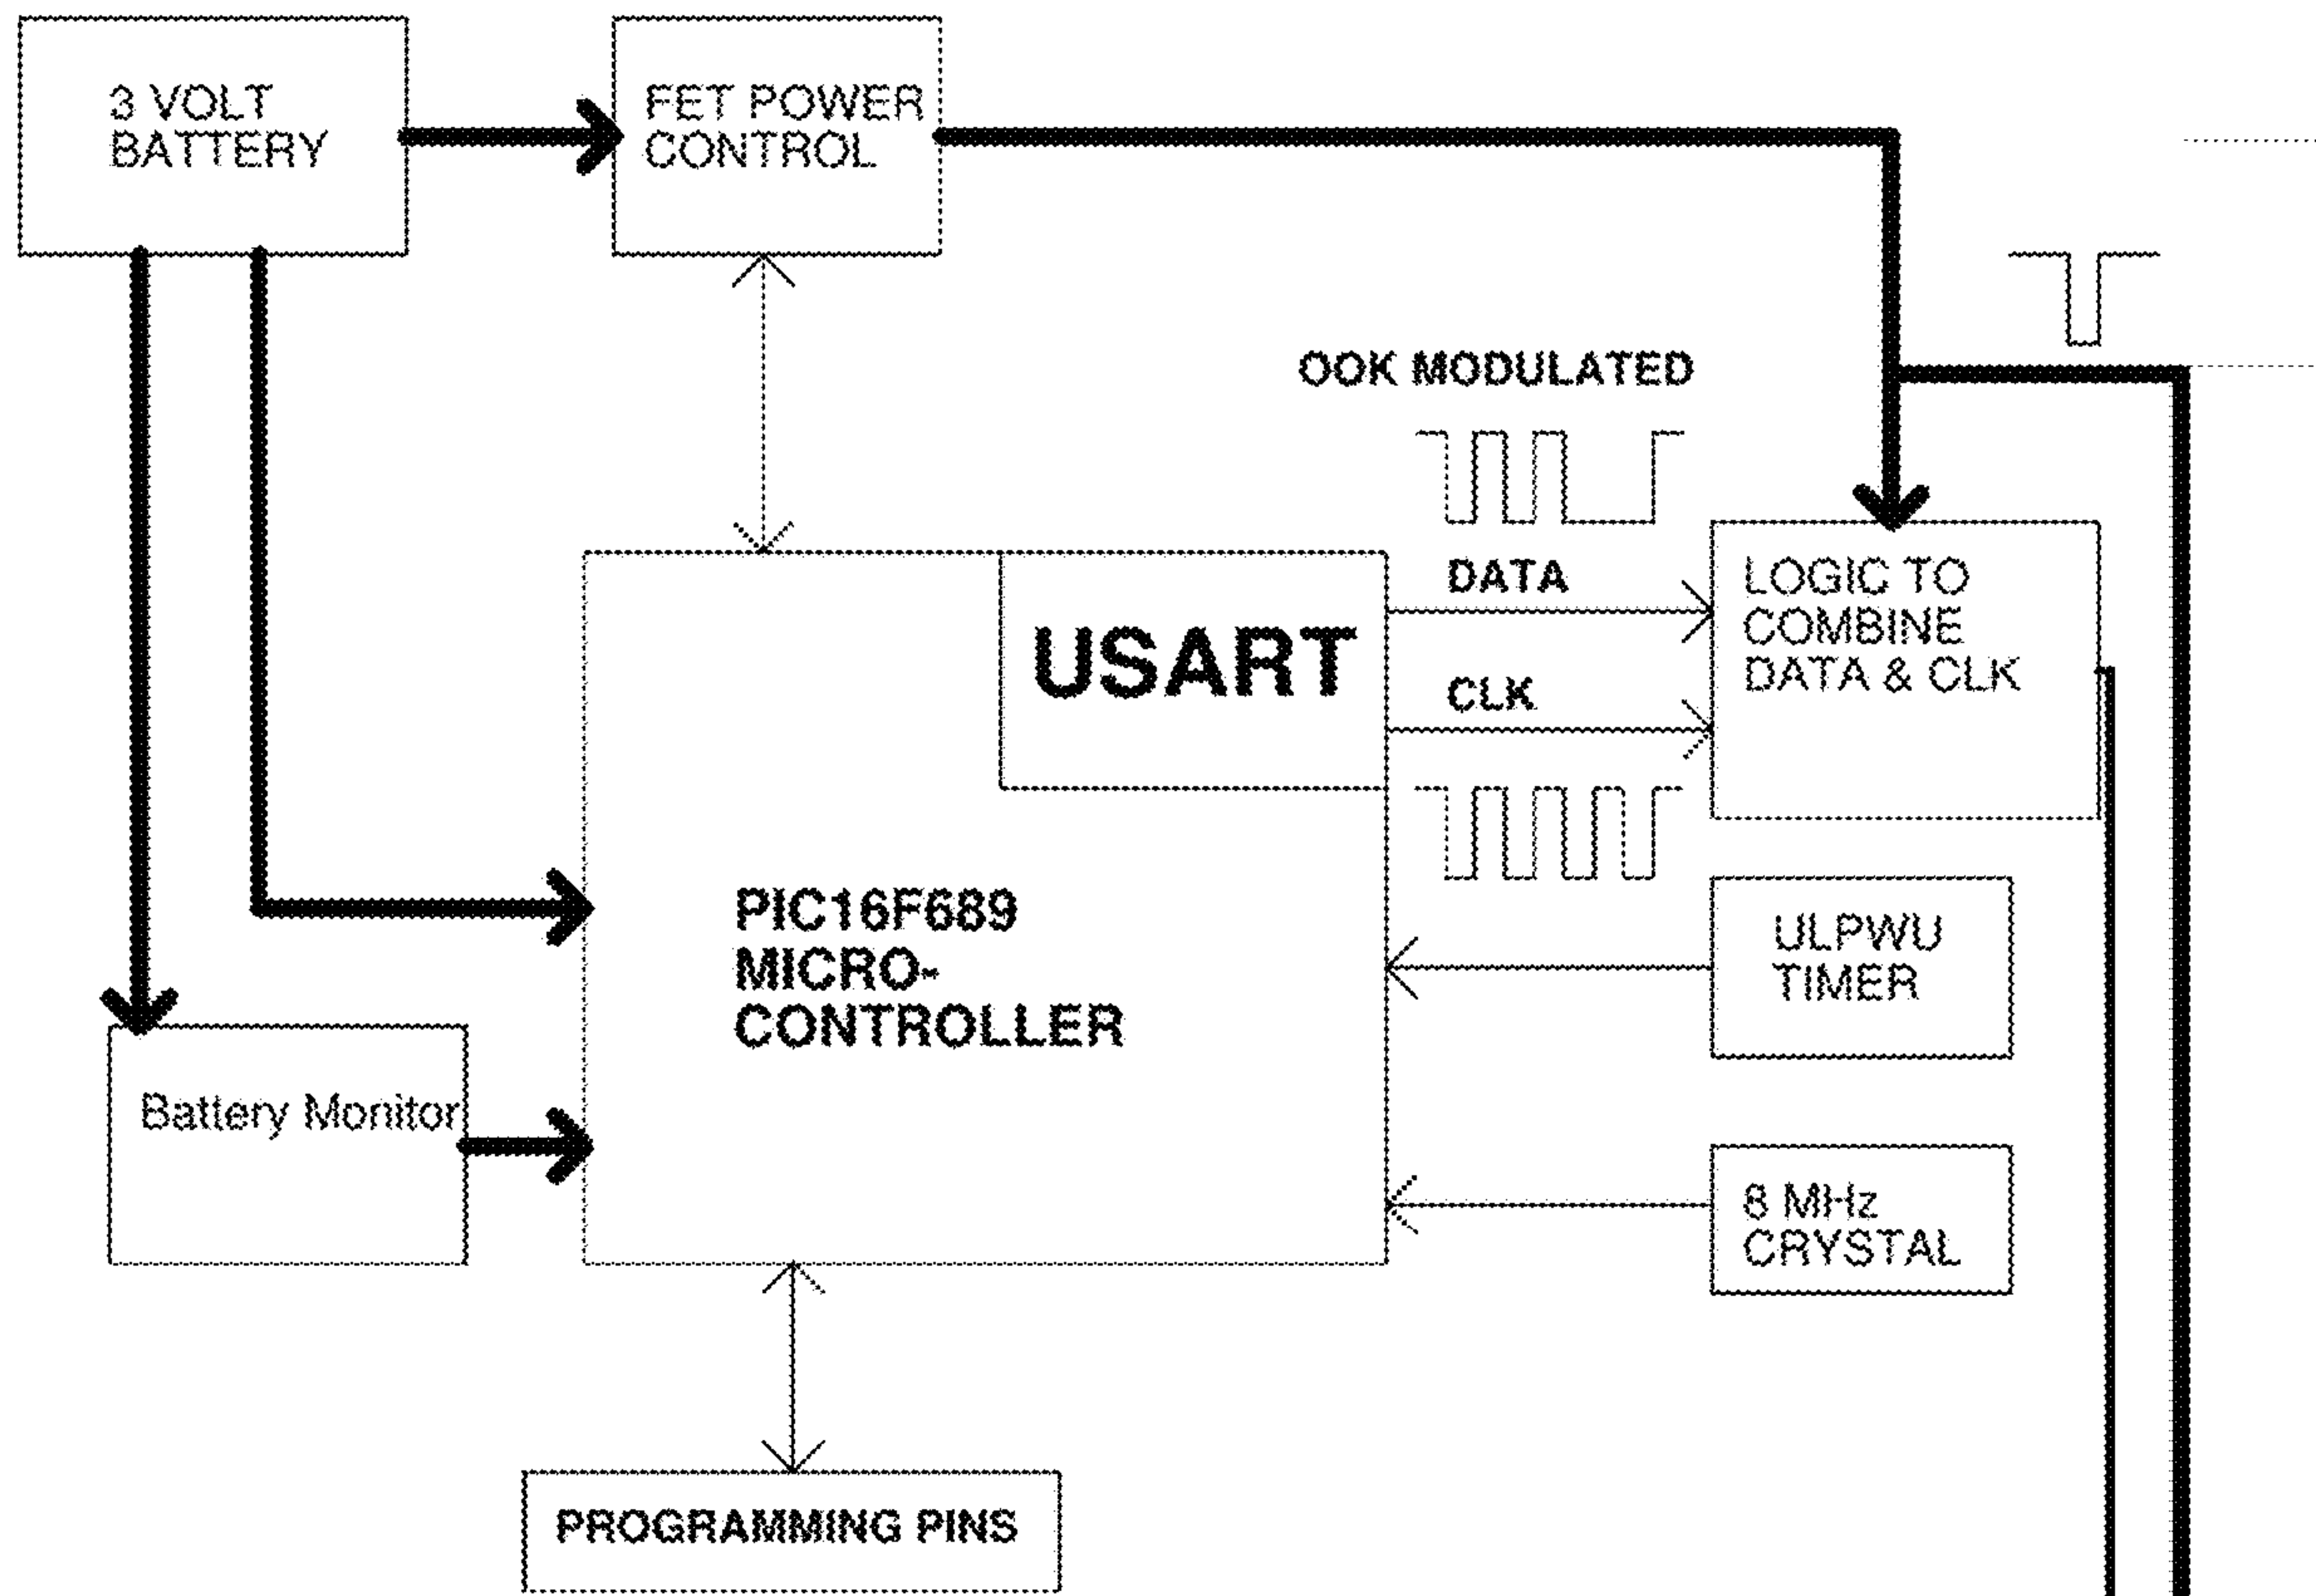 3 VOLT
BATTERY
FET POWER
CONTROL
OOK MODULATED
DATA
LOGIC TO
COMBINE
DATA & CLK
USART
CLK
PIC16F689
MICRO-
CONTROLLER
ULPWU
TIMER
Battery Monitor
8 MHz
CRYSTAL
PROGRAMMING PINS